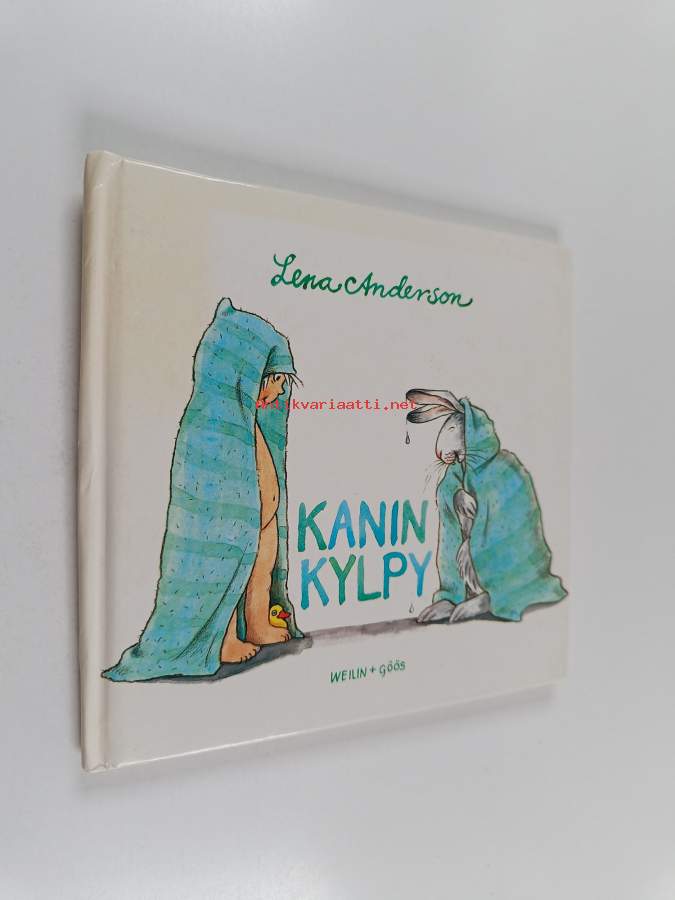 Lena Anderson
antikvariaatti.net
KANIN
KYLPY
WEILIN + GÖÖS